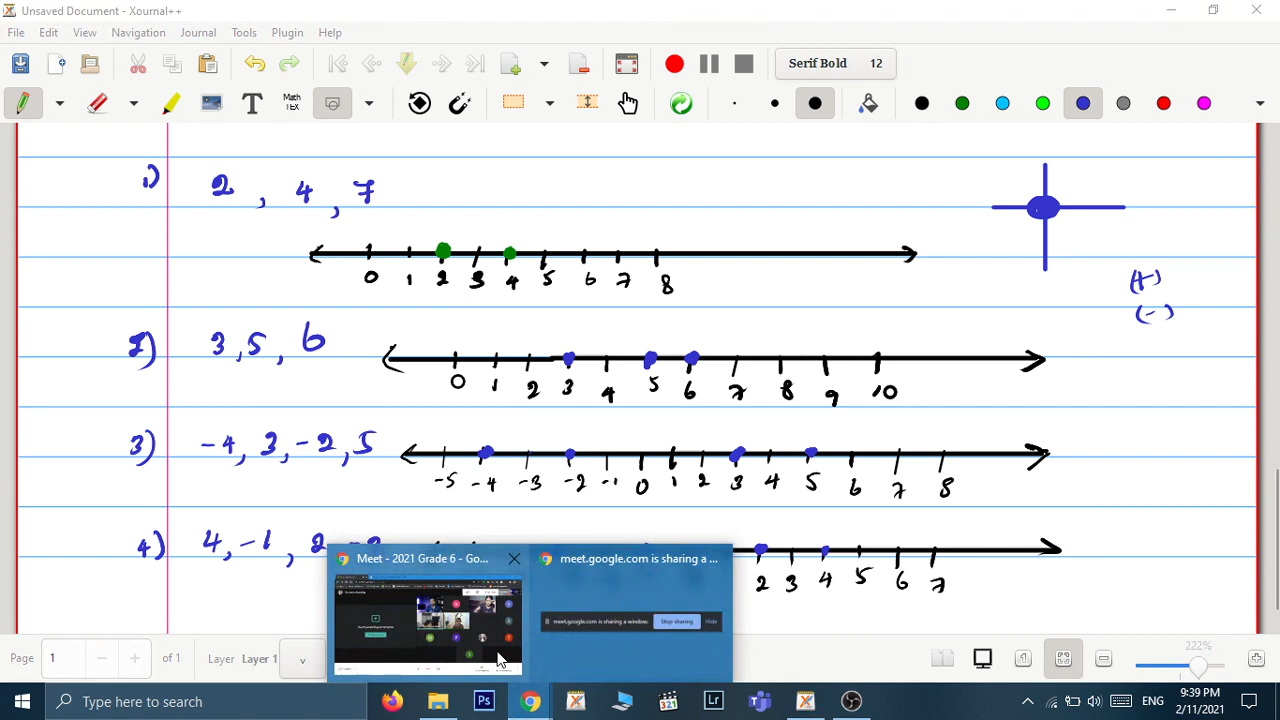 Unsaved Document - Xournal++
File Edit View Navigation Journal Tools Plugin Help
Serif Bold 12
Math TEX
1) 2, 4, 7
0 1 2 3 4 5 6 7 8
(+)
(-)
2) 3, 5, 6
0 1 2 3 4 5 6 7 8 9 10
3) -4, 3, -2, 5
-5 -4 -3 -2 -1 0 1 2 3 4 5 6 7 8
4) 4, -1, 2
2 3 4 5 6 7
Meet - 2021 Grade 6 - Go...
meet.google.com is sharing a ...
meet.google.com is sharing a window.
Stop sharing
Hide
Page 1 of 1 Layer Layer 1
222%
Type here to search
321
Ps
Lr
ENG
9:39 PM
2/11/2021